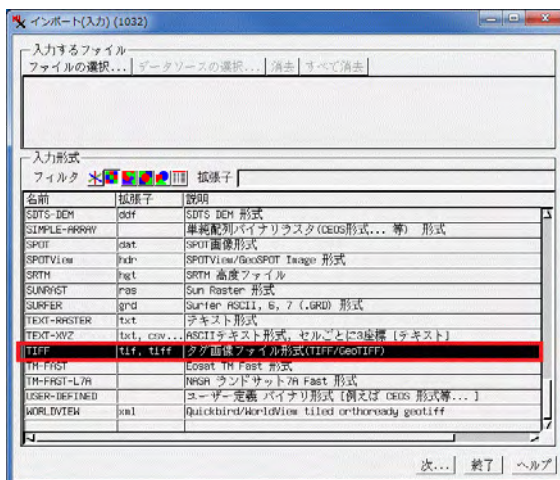 インポート(入力) (1032)
入力するファイル
ファイルの選択... データソースの選択... 消去 すべて消去
入力形式
フィルタ 拡張子
名前 拡張子 説明
SDTS-DEM ddf SDTS DEM 形式
SIMPLE-ARRAY 単純配列バイナリラスタ(CEOS形式... 等) 形式
SPOT dat SPOT画像形式
SPOTView hdr SPOTView/GeoSPOT Image 形式
SRTM hgt SRTM 高度ファイル
SUNRAST ras Sun Raster 形式
SURFER grd Surfer ASCII, 6, 7 (.GRD) 形式
TEXT-RASTER txt テキスト形式
TEXT-XYZ txt, csv... ASCIIテキスト形式, セルごとに3座標 [テキスト]
TIFF tif, tiff タグ画像ファイル形式(TIFF/GeoTIFF)
TM-FAST Eosat TM Fast 形式
TM-FAST-L7A NASA ランドサット7A Fast 形式
USER-DEFINED ユーザー定義 バイナリ形式 [例えば CEOS 形式等... ]
WORLDVIEW xml Quickbird/WorldView tiled orthoready geotiff
次... 終了 ヘルプ